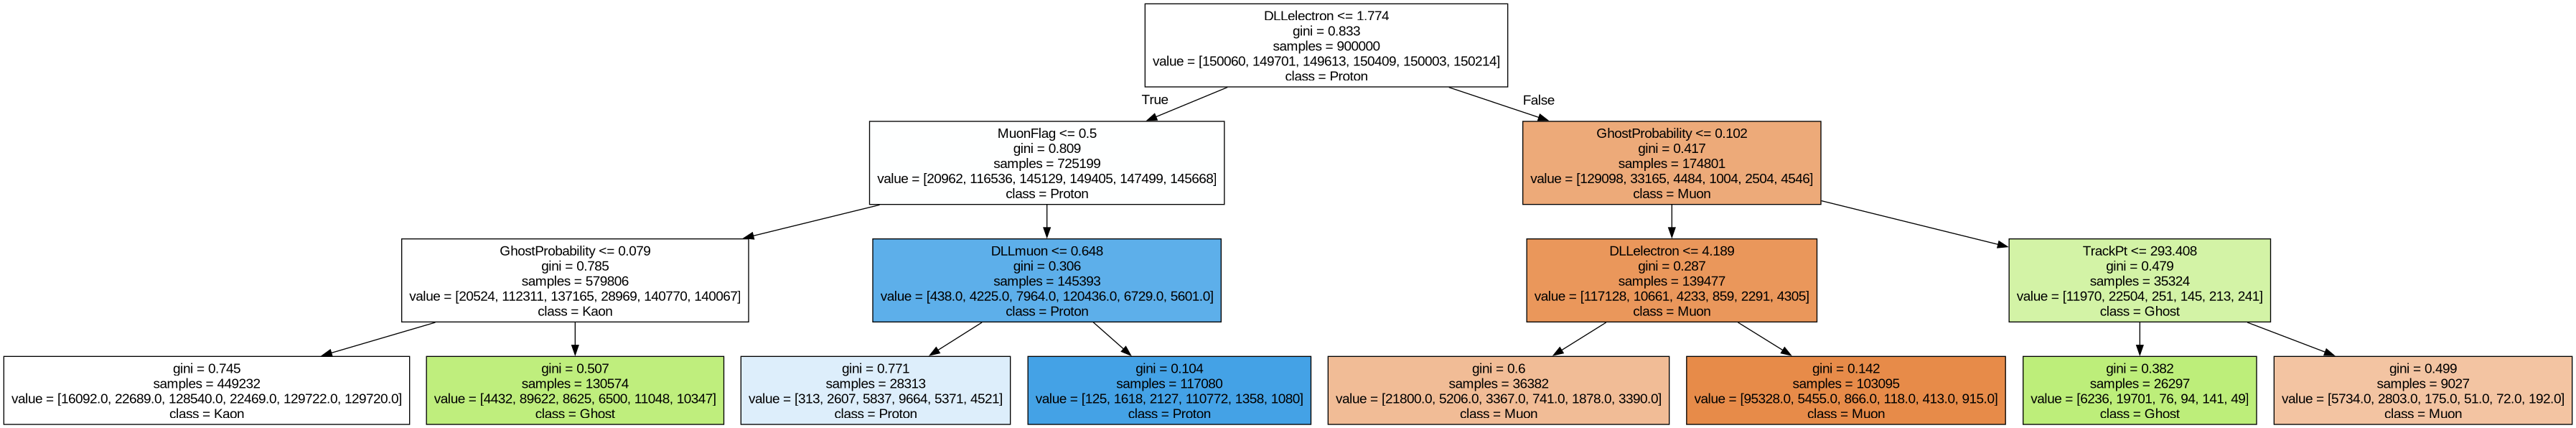 DLLelectron <= 1.774
gini = 0.833
samples = 900000
value = [150060, 149701, 149613, 150409, 150003, 150214]
class = Proton
True
False
MuonFlag <= 0.5
gini = 0.809
samples = 725199
value = [20962, 116536, 145129, 149405, 147499, 145668]
class = Proton
GhostProbability <= 0.102
gini = 0.417
samples = 174801
value = [129098, 33165, 4484, 1004, 2504, 4546]
class = Muon
GhostProbability <= 0.079
gini = 0.785
samples = 579806
value = [20524, 112311, 137165, 28969, 140770, 140067]
class = Kaon
DLLmuon <= 0.648
gini = 0.306
samples = 145393
value = [438.0, 4225.0, 7964.0, 120436.0, 6729.0, 5601.0]
class = Proton
DLLelectron <= 4.189
gini = 0.287
samples = 139477
value = [117128, 10661, 4233, 859, 2291, 4305]
class = Muon
TrackPt <= 293.408
gini = 0.479
samples = 35324
value = [11970, 22504, 251, 145, 213, 241]
class = Ghost
gini = 0.745
samples = 449232
value = [16092.0, 22689.0, 128540.0, 22469.0, 129722.0, 129720.0]
class = Kaon
gini = 0.507
samples = 130574
value = [4432, 89622, 8625, 6500, 11048, 10347]
class = Ghost
gini = 0.771
samples = 28313
value = [313, 2607, 5837, 9664, 5371, 4521]
class = Proton
gini = 0.104
samples = 117080
value = [125, 1618, 2127, 110772, 1358, 1080]
class = Proton
gini = 0.6
samples = 36382
value = [21800.0, 5206.0, 3367.0, 741.0, 1878.0, 3390.0]
class = Muon
gini = 0.142
samples = 103095
value = [95328.0, 5455.0, 866.0, 118.0, 413.0, 915.0]
class = Muon
gini = 0.382
samples = 26297
value = [6236, 19701, 76, 94, 141, 49]
class = Ghost
gini = 0.499
samples = 9027
value = [5734.0, 2803.0, 175.0, 51.0, 72.0, 192.0]
class = Muon